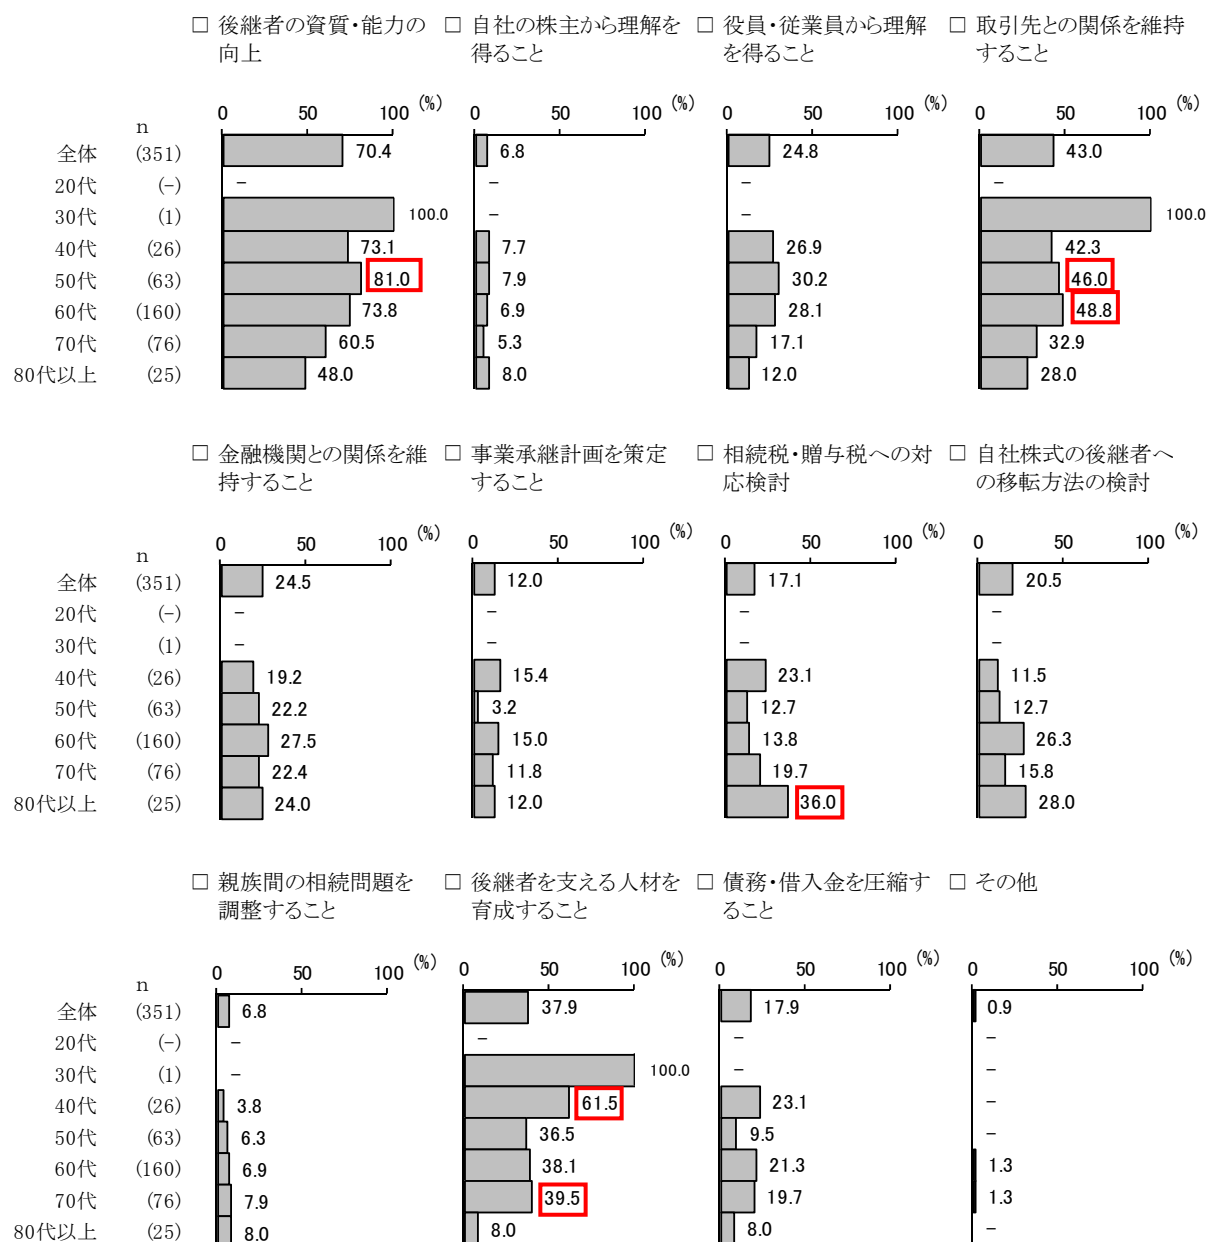 □ 後継者の資質・能力の向上
□ 自社の株主から理解を得ること
□ 役員・従業員から理解を得ること
□ 取引先との関係を維持すること
0 50 100 (%) 0 50 100 (%) 0 50 100 (%) 0 50 100 (%)
n
全体 (351) 70.4 6.8 24.8 43.0
20代 (-) - - - -
30代 (1) 100.0 - - 100.0
40代 (26) 73.1 7.7 26.9 42.3
50代 (63) 81.0 7.9 30.2 46.0
60代 (160) 73.8 6.9 28.1 48.8
70代 (76) 60.5 5.3 17.1 32.9
80代以上 (25) 48.0 8.0 12.0 28.0
□ 金融機関との関係を維持すること
□ 事業承継計画を策定すること
□ 相続税・贈与税への対応検討
□ 自社株式の後継者への移転方法の検討
0 50 100 (%) 0 50 100 (%) 0 50 100 (%) 0 50 100 (%)
n
全体 (351) 24.5 12.0 17.1 20.5
20代 (-) - - - -
30代 (1) - - - -
40代 (26) 19.2 15.4 23.1 11.5
50代 (63) 22.2 3.2 12.7 12.7
60代 (160) 27.5 15.0 13.8 26.3
70代 (76) 22.4 11.8 19.7 15.8
80代以上 (25) 24.0 12.0 36.0 28.0
□ 親族間の相続問題を調整すること
□ 後継者を支える人材を育成すること
□ 債務・借入金を圧縮すること
□ その他
0 50 100 (%) 0 50 100 (%) 0 50 100 (%) 0 50 100 (%)
n
全体 (351) 6.8 37.9 17.9 0.9
20代 (-) - - - -
30代 (1) - 100.0 - -
40代 (26) 3.8 61.5 23.1 -
50代 (63) 6.3 36.5 9.5 -
60代 (160) 6.9 38.1 21.3 1.3
70代 (76) 7.9 39.5 19.7 1.3
80代以上 (25) 8.0 8.0 8.0 -